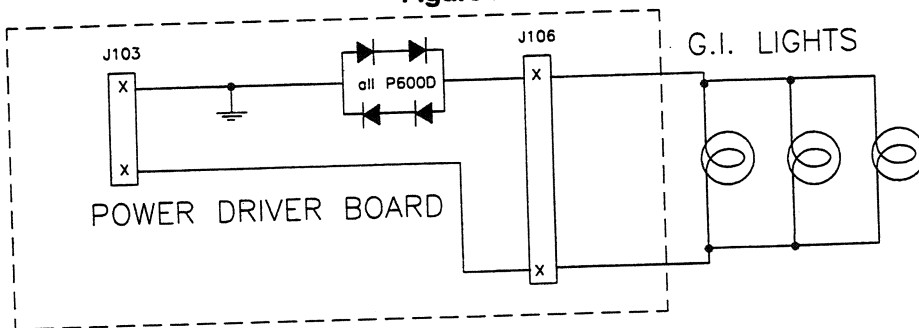 J103
J106
G.I. LIGHTS
X
X
all P600D
X
X
POWER DRIVER BOARD